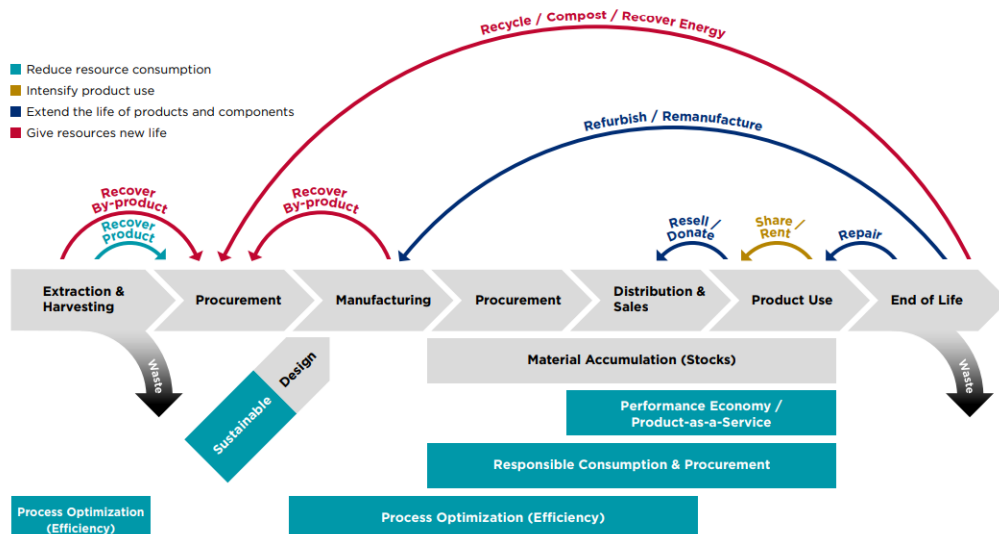 Recycle / Compost / Recover Energy
Reduce resource consumption
Intensify product use
Extend the life of products and components
Give resources new life
Refurbish / Remanufacture
Recover
By-product
Recover
Product
Recover
By-product
Resell /
Donate
Share /
Rent
Repair
Extraction &
Harvesting
Procurement
Manufacturing
Procurement
Distribution &
Sales
Product Use
End of Life
Waste
Sustainable
Design
Material Accumulation (Stocks)
Waste
Performance Economy /
Product-as-a-Service
Responsible Consumption & Procurement
Process Optimization
(Efficiency)
Process Optimization (Efficiency)